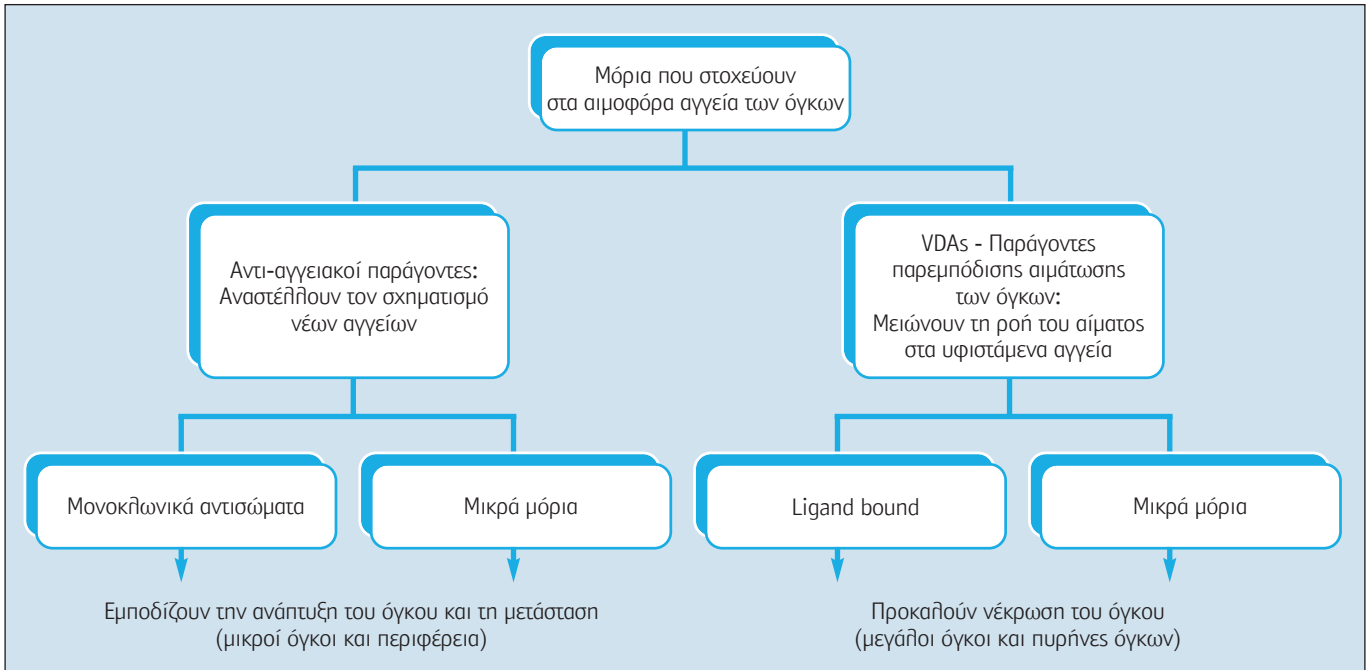 Μόρια που στοχεύουν
στα αιμοφόρα αγγεία των όγκων
Αντι-αγγειακοί παράγοντες:
Αναστέλλουν τον σχηματισμό
νέων αγγείων
VDAs - Παράγοντες
παρεμπόδισης αιμάτωσης
των όγκων:
Μειώνουν τη ροή του αίματος
στα υφιστάμενα αγγεία
Μονοκλωνικά αντισώματα
Μικρά μόρια
Ligand bound
Μικρά μόρια
Εμποδίζουν την ανάπτυξη του όγκου και τη μετάσταση
(μικροί όγκοι και περιφέρεια)
Προκαλούν νέκρωση του όγκου
(μεγάλοι όγκοι και πυρήνες όγκων)